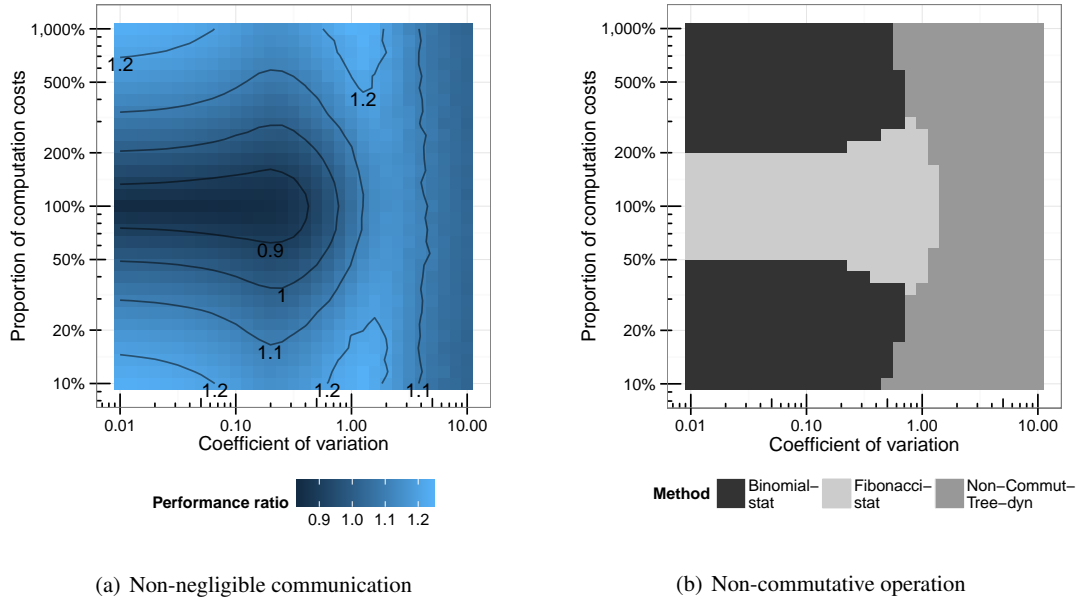 1,000%
500%
200%
100%
50%
20%
10%
Proportion of computation costs
1.2
1.2
0.9
1
1.1
1.2
1.2
1.1
0.01
0.10
1.00
10.00
Coefficient of variation
Performance ratio
0.9
1.0
1.1
1.2
(a) Non-negligible communication
1,000%
500%
200%
100%
50%
20%
10%
Proportion of computation costs
0.01
0.10
1.00
10.00
Coefficient of variation
Method
Binomial−
stat
Fibonacci−
stat
Non−Commut−
Tree−dyn
(b) Non-commutative operation